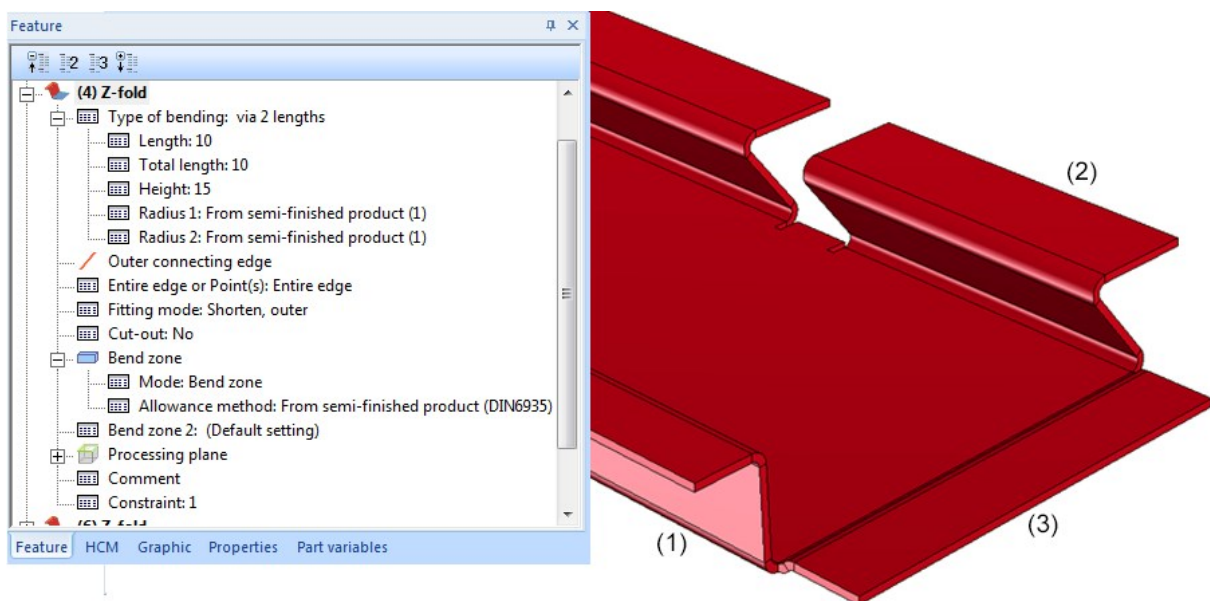 Feature
2 3
(4) Z-fold
Type of bending: via 2 lengths
Length: 10
Total length: 10
Height: 15
Radius 1: From semi-finished product (1)
Radius 2: From semi-finished product (1)
Outer connecting edge
Entire edge or Point(s): Entire edge
Fitting mode: Shorten, outer
Cut-out: No
Bend zone
Mode: Bend zone
Allowance method: From semi-finished product (DIN6935)
Bend zone 2: (Default setting)
Processing plane
Comment
Constraint: 1
(6) Z-fold
Feature HCM Graphic Properties Part variables
(2)
(1)
(3)